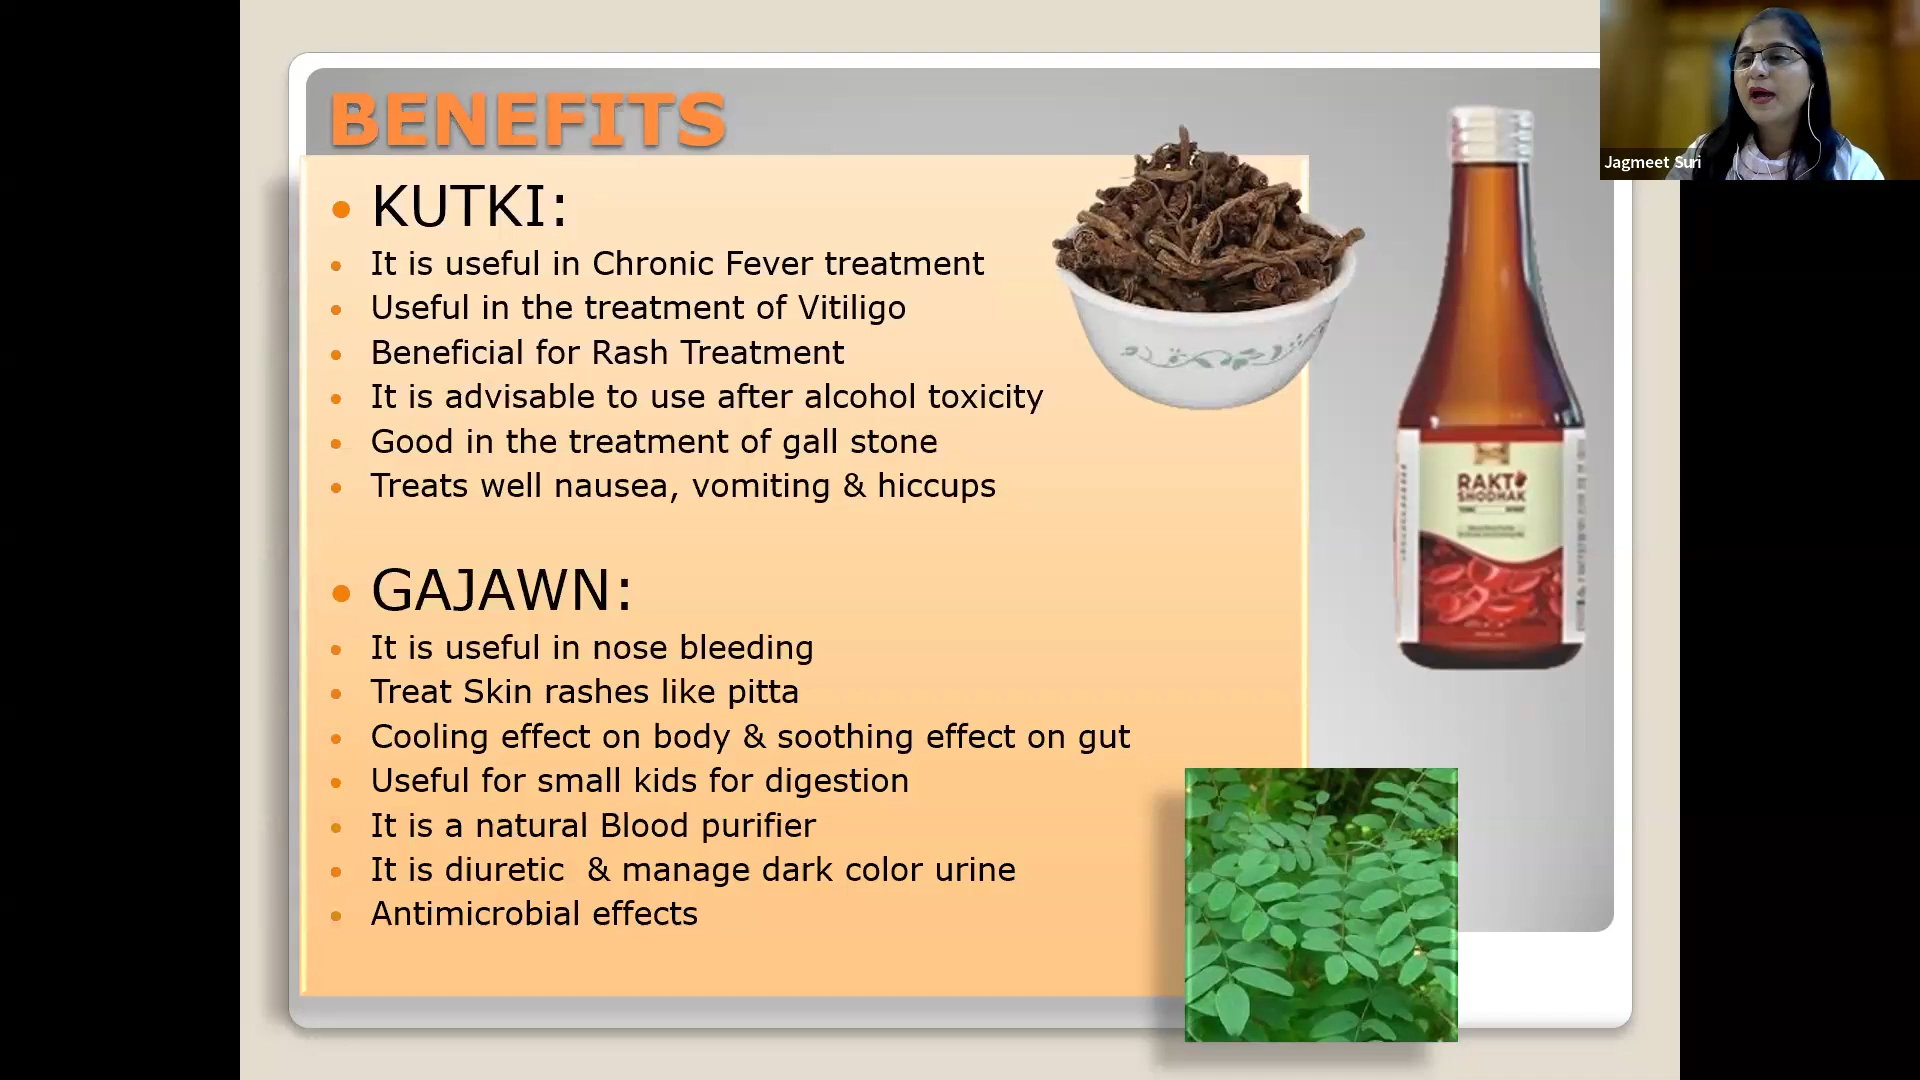 BENEFITS
• KUTKI:
• It is useful in Chronic Fever treatment
• Useful in the treatment of Vitiligo
• Beneficial for Rash Treatment
• It is advisable to use after alcohol toxicity
• Good in the treatment of gall stone
• Treats well nausea, vomiting & hiccups
• GAJAWN:
• It is useful in nose bleeding
• Treat Skin rashes like pitta
• Cooling effect on body & soothing effect on gut
• Useful for small kids for digestion
• It is a natural Blood purifier
• It is diuretic  & manage dark color urine
• Antimicrobial effects
RAKT
SHODHAK
Jagmeet Suri